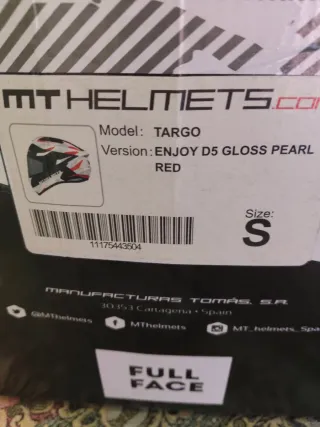 MT HELMETS.com
Model: TARGO
Version: ENJOY D5 GLOSS PEARL
RED
Size:
S
11175443504
MANUFACTURAS TOMÁS, S.A.
30353 Cartagena • Spain
@MThelmets
MThelmets
MT_helmets_Spa
FULL
FACE